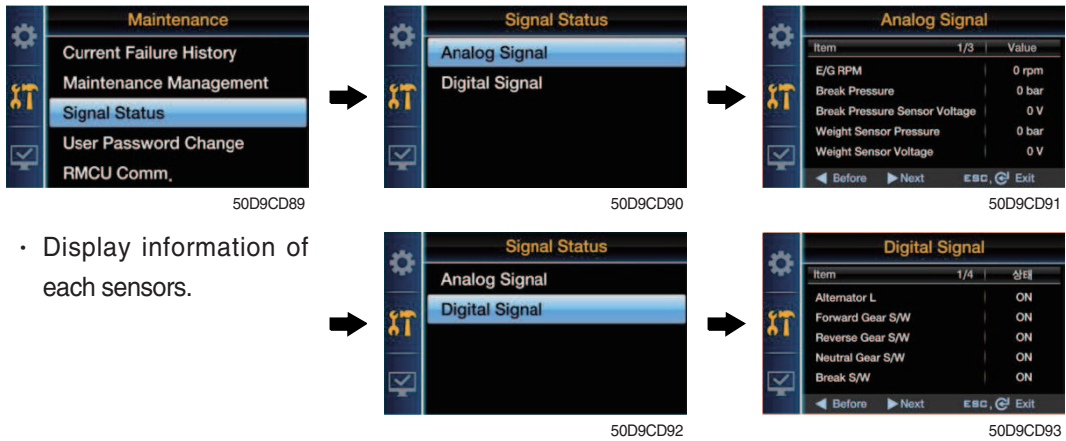 Maintenance
Current Failure History
Maintenance Management
Signal Status
User Password Change
RMCU Comm.
50D9CD89
Signal Status
Analog Signal
Digital Signal
50D9CD90
Analog Signal
Item 1/3 Value
E/G RPM 0 rpm
Break Pressure 0 bar
Break Pressure Sensor Voltage 0 V
Weight Sensor Pressure 0 bar
Weight Sensor Voltage 0 V
Before Next ESC, Exit
50D9CD91
· Display information of
each sensors.
Signal Status
Analog Signal
Digital Signal
50D9CD92
Digital Signal
Item 1/4 상태
Alternator L ON
Forward Gear S/W ON
Reverse Gear S/W ON
Neutral Gear S/W ON
Break S/W ON
Before Next ESC, Exit
50D9CD93